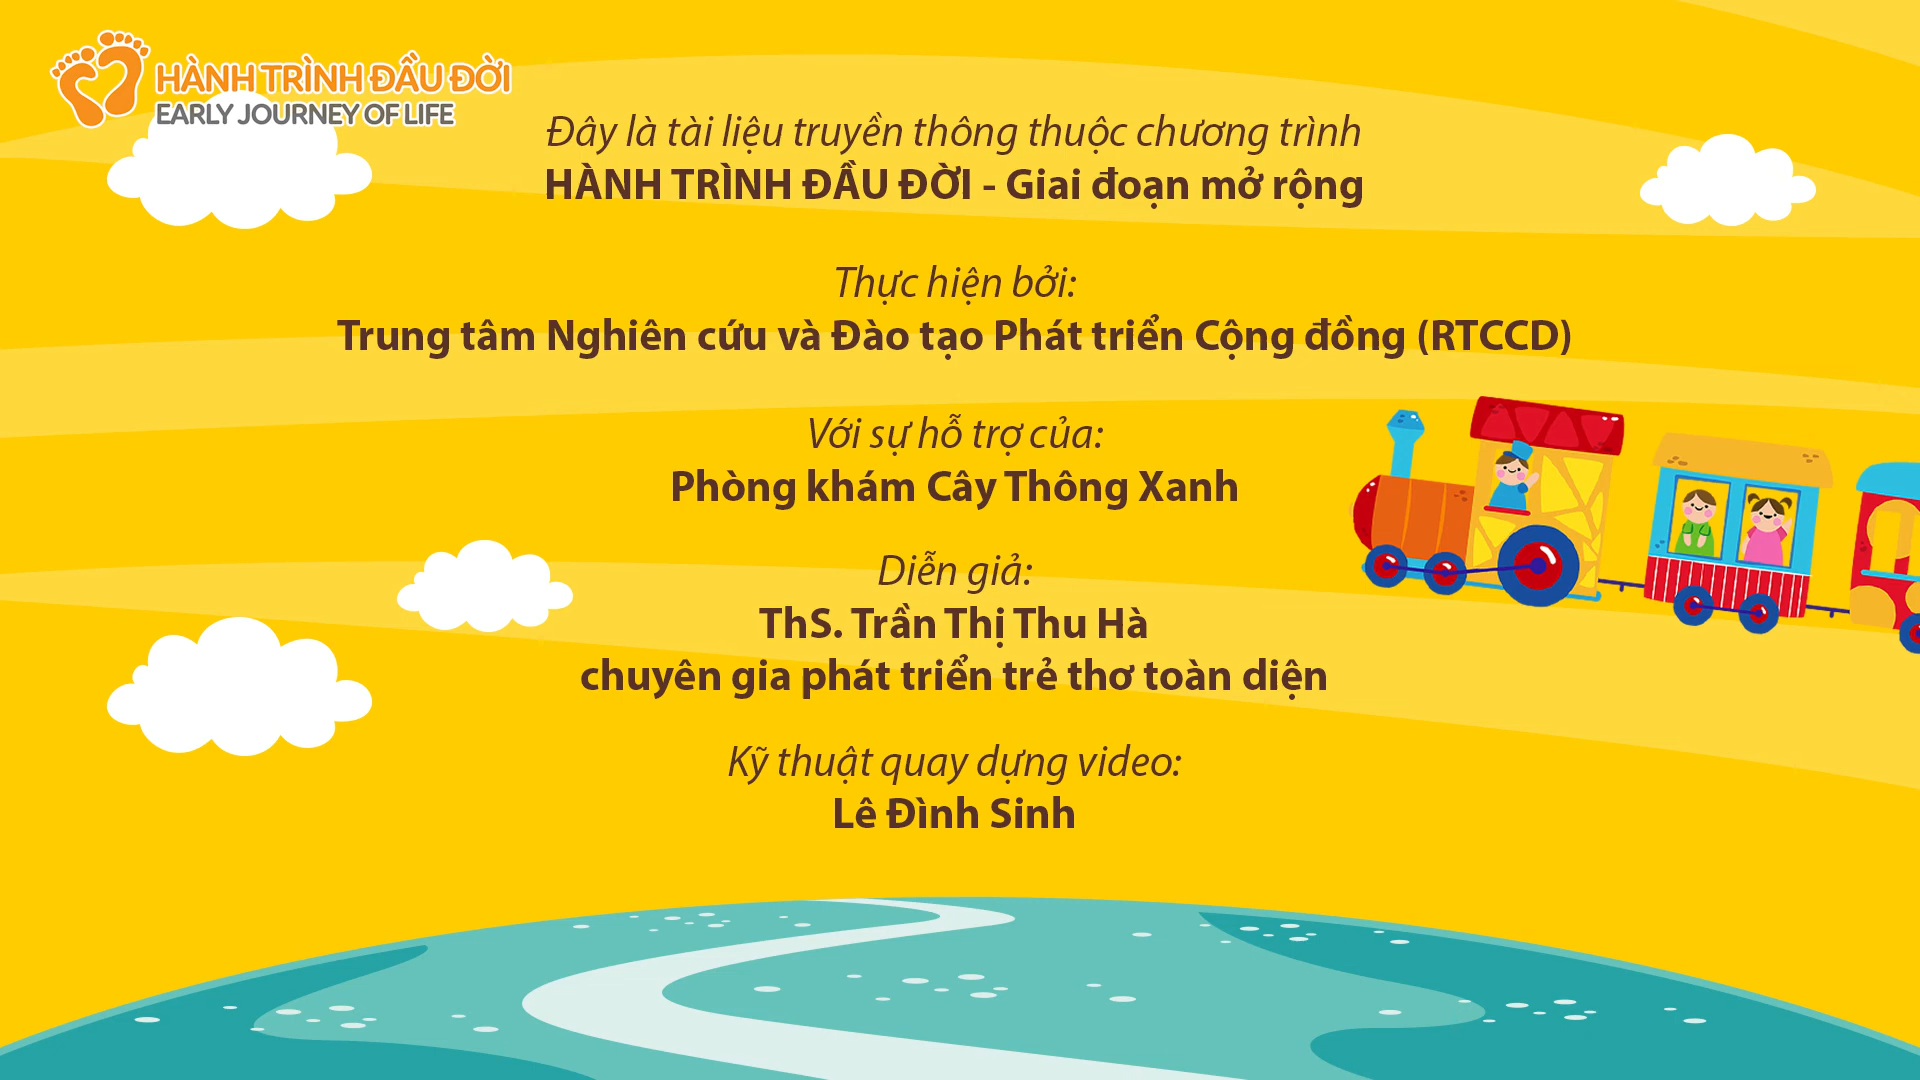 HÀNH TRÌNH ĐẦU ĐỜI
EARLY JOURNEY OF LIFE
Đây là tài liệu truyền thông thuộc chương trình
HÀNH TRÌNH ĐẦU ĐỜI - Giai đoạn mở rộng
Thực hiện bởi:
Trung tâm Nghiên cứu và Đào tạo Phát triển Cộng đồng (RTCCD)
Với sự hỗ trợ của:
Phòng khám Cây Thông Xanh
Diễn giả:
ThS. Trần Thị Thu Hà
chuyên gia phát triển trẻ thơ toàn diện
Kỹ thuật quay dựng video:
Lê Đình Sinh